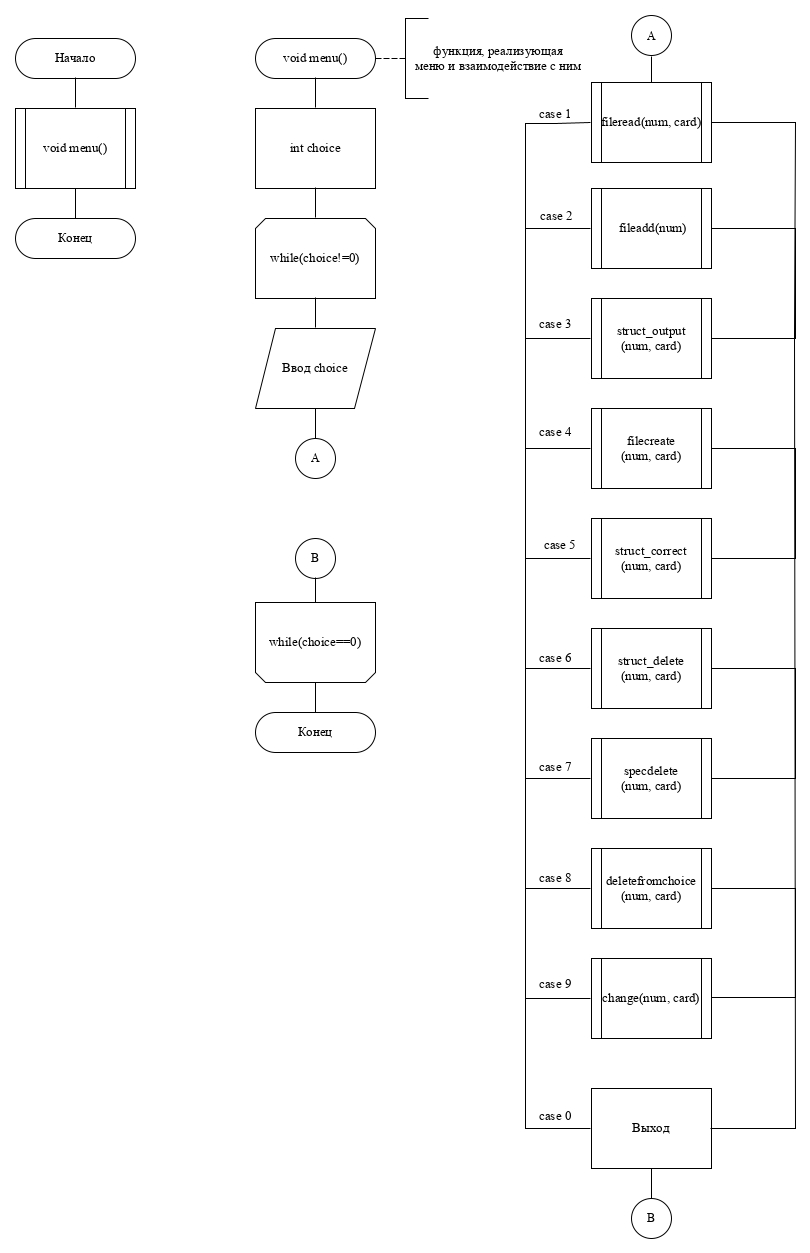 Начало
void menu()
Конец
void menu()
функция, реализующая
меню и взаимодействие с ним
int choice
while(choice!=0)
Ввод choice
A
B
while(choice==0)
Конец
A
case 1
fileread(num, card)
case 2
fileadd(num)
case 3
struct_output
(num, card)
case 4
filecreate
(num, card)
case 5
struct_correct
(num, card)
case 6
struct_delete
(num, card)
case 7
specdelete
(num, card)
case 8
deletefromchoice
(num, card)
case 9
change(num, card)
case 0
Выход
B